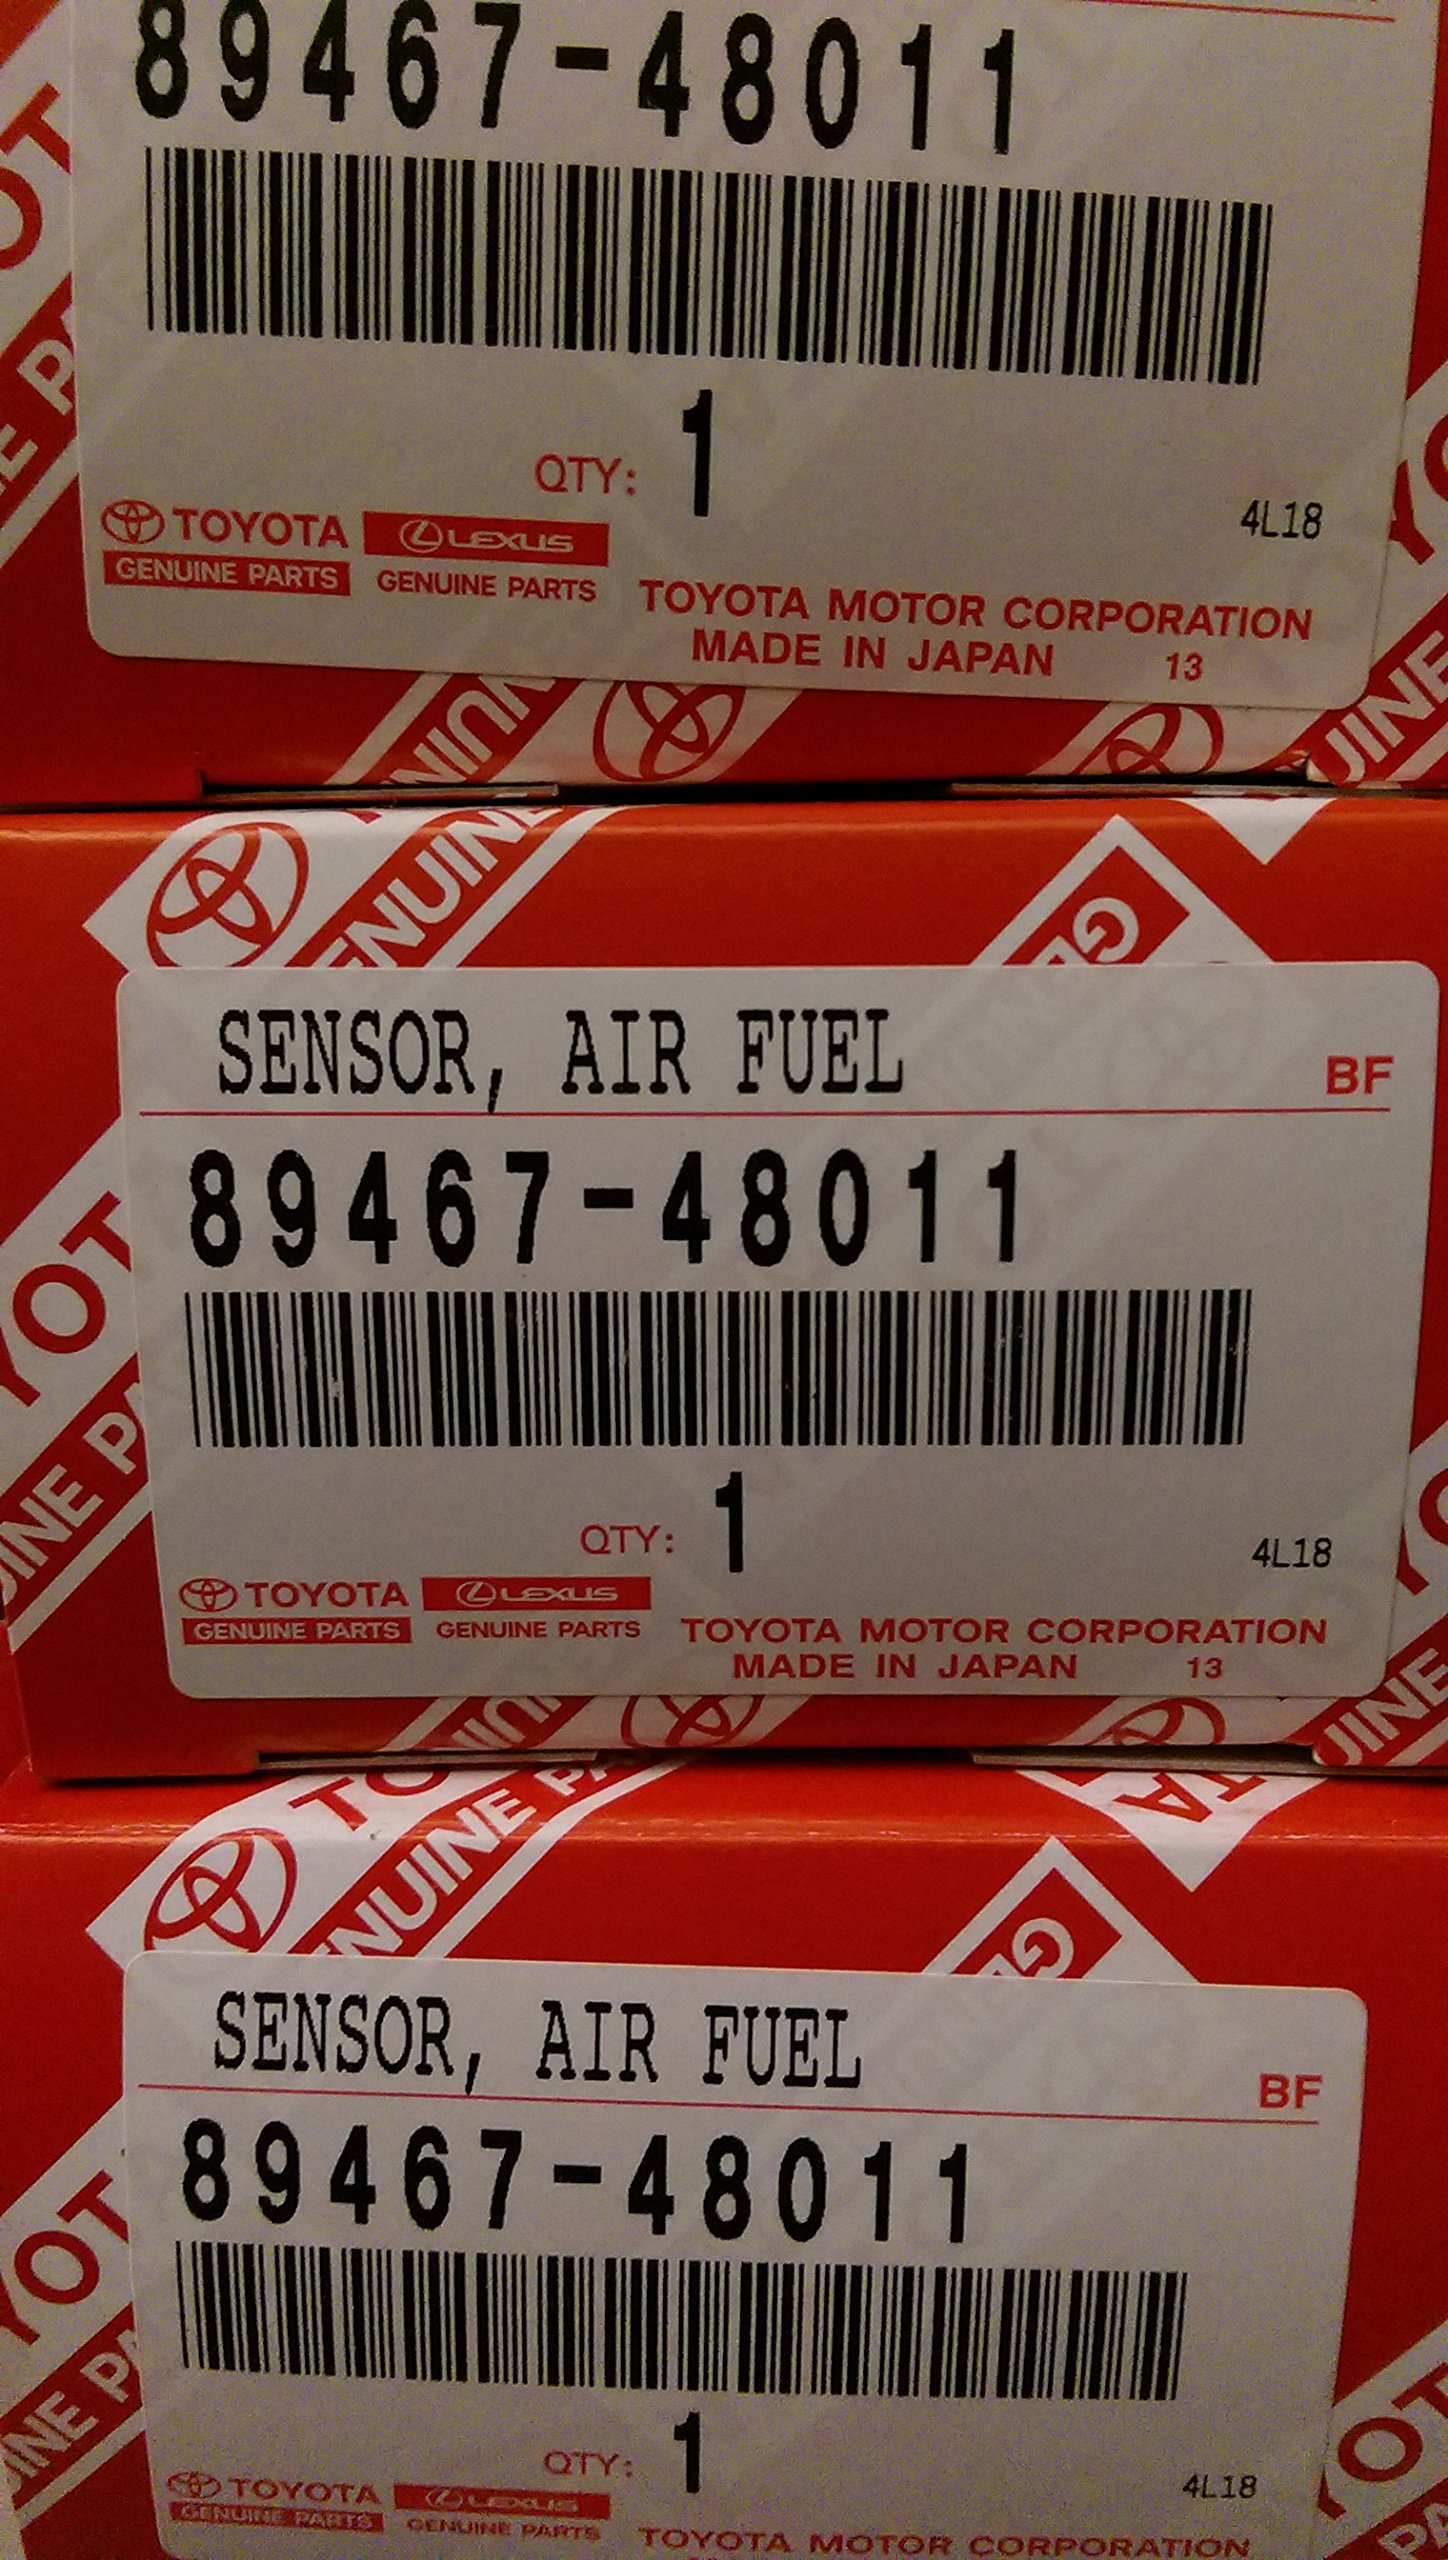 89467-48011
QTY: 1
4L18
TOYOTA LEXUS
GENUINE PARTS GENUINE PARTS
TOYOTA MOTOR CORPORATION
MADE IN JAPAN 13
GENUINE
SENSOR, AIR FUEL
BF
89467-48011
QTY: 1
4L18
TOYOTA LEXUS
GENUINE PARTS GENUINE PARTS
TOYOTA MOTOR CORPORATION
MADE IN JAPAN 13
GENUINE PA
SENSOR, AIR FUEL
BF
89467-48011
QTY: 1
4L18
TOYOTA LEXUS
GENUINE PARTS GENUINE PARTS
TOYOTA MOTOR CORPORATION